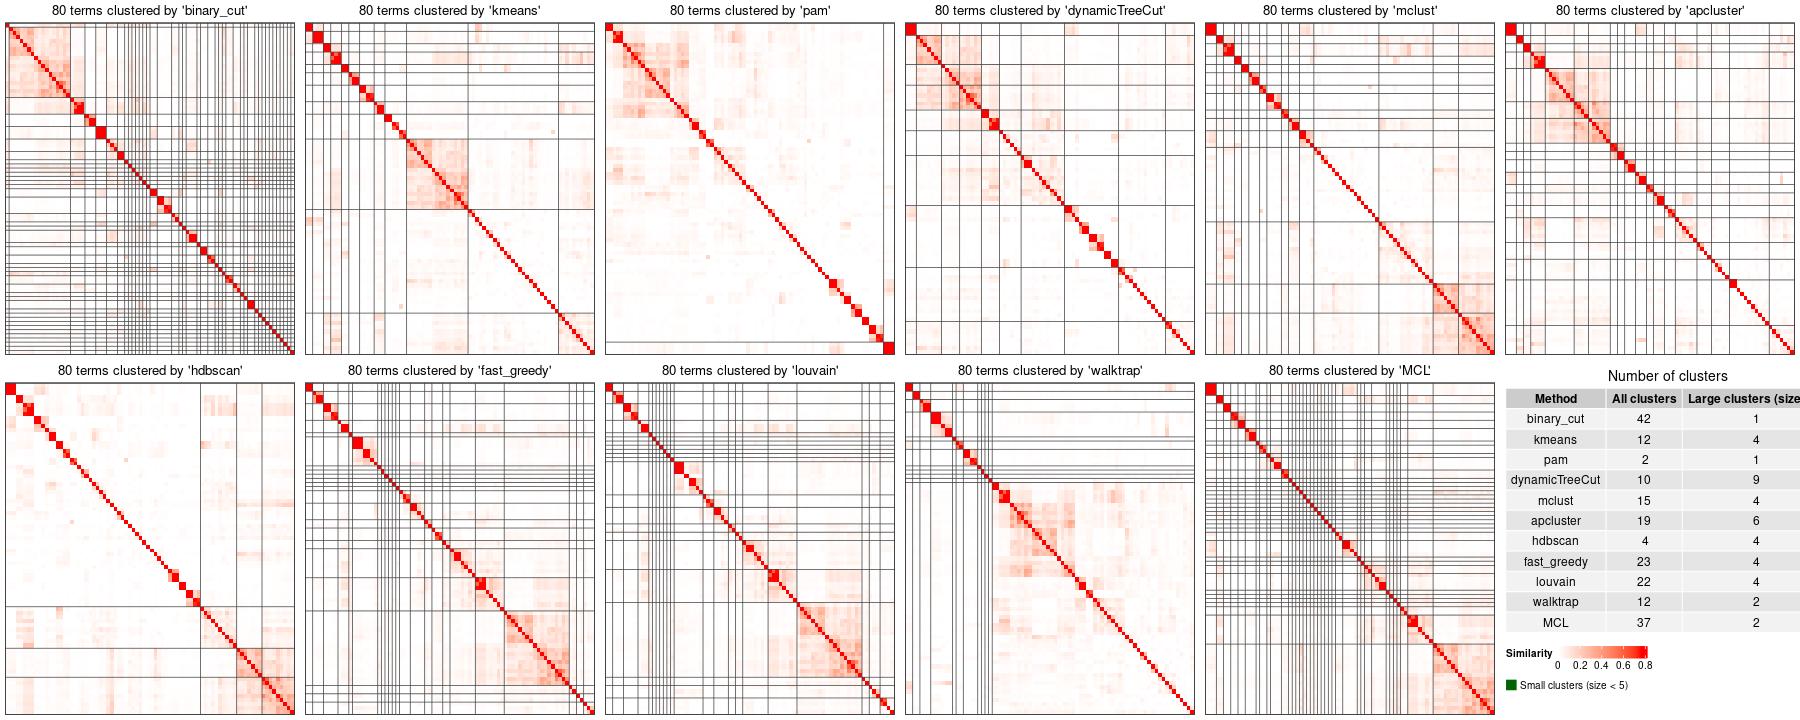 80 terms clustered by 'binary_cut'
80 terms clustered by 'kmeans'
80 terms clustered by 'pam'
80 terms clustered by 'dynamicTreeCut'
80 terms clustered by 'mclust'
80 terms clustered by 'apcluster'
80 terms clustered by 'hdbscan'
80 terms clustered by 'fast_greedy'
80 terms clustered by 'louvain'
80 terms clustered by 'walktrap'
80 terms clustered by 'MCL'
Number of clusters
Method All clusters Large clusters (size
binary_cut 42 1
kmeans 12 4
pam 2 1
dynamicTreeCut 10 9
mclust 15 4
apcluster 19 6
hdbscan 4 4
fast_greedy 23 4
louvain 22 4
walktrap 12 2
MCL 37 2
Similarity
0 0.2 0.4 0.6 0.8
Small clusters (size < 5)